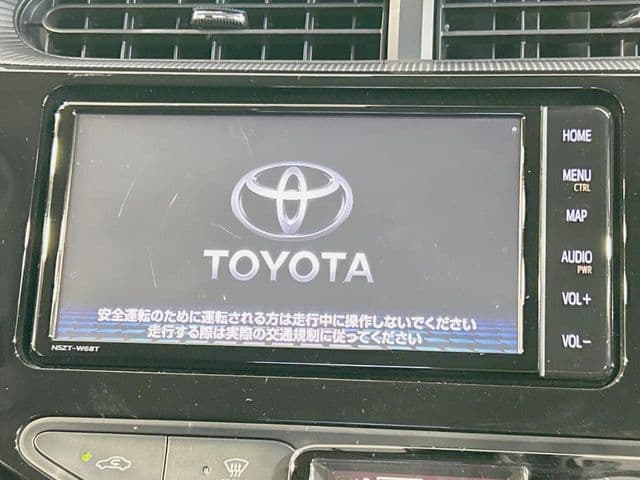 TOYOTA
安全運転のために運転される方は走行中に操作しないでください
走行する際は実際の交通規制に従ってください
NSZT-W68T
HOME
MENU
CTRL
MAP
AUDIO
PWR
VOL+
VOL−